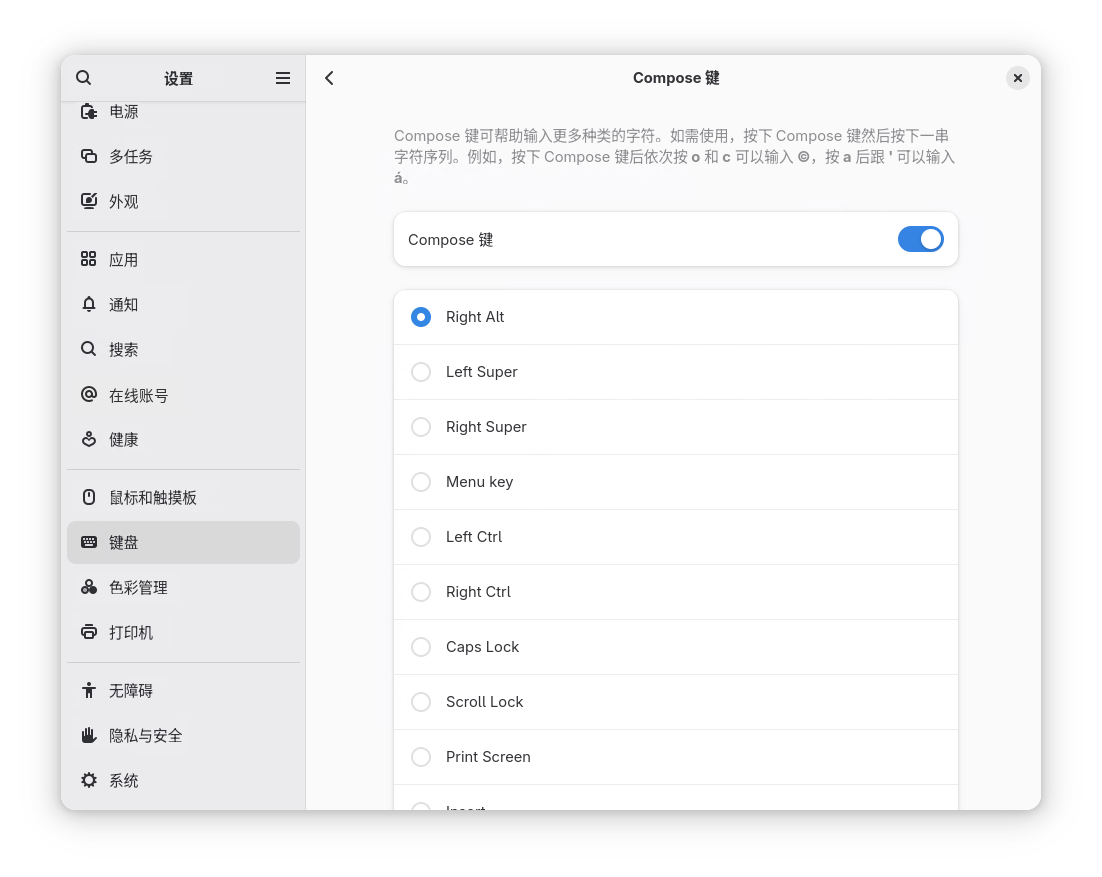 设置
电源
多任务
外观
应用
通知
搜索
在线账号
健康
鼠标和触摸板
键盘
色彩管理
打印机
无障碍
隐私与安全
系统
Compose 键
Compose 键可帮助输入更多种类的字符。如需使用，按下 Compose 键然后按下一串
字符序列。例如，按下 Compose 键后依次按 o 和 c 可以输入 ©，按 a 后跟 ' 可以输入
á。
Compose 键
Right Alt
Left Super
Right Super
Menu key
Left Ctrl
Right Ctrl
Caps Lock
Scroll Lock
Print Screen
Insert